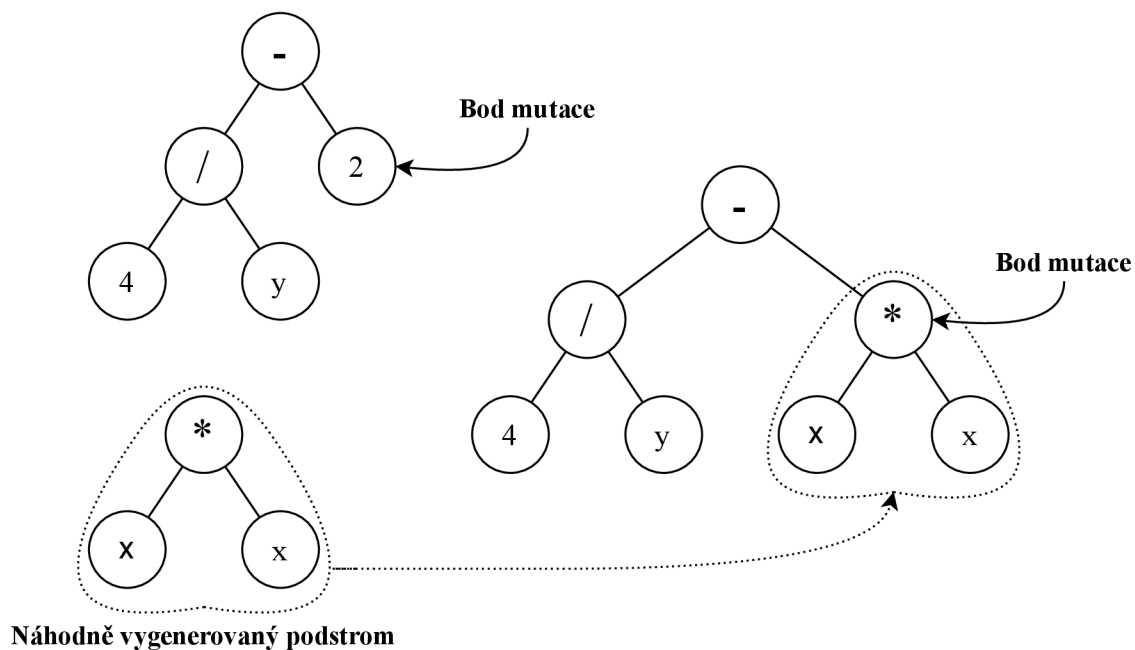 -
Bod mutace
/
2
4
y
-
Bod mutace
/
*
4
y
x
x
*
x
x
Náhodně vygenerovaný podstrom